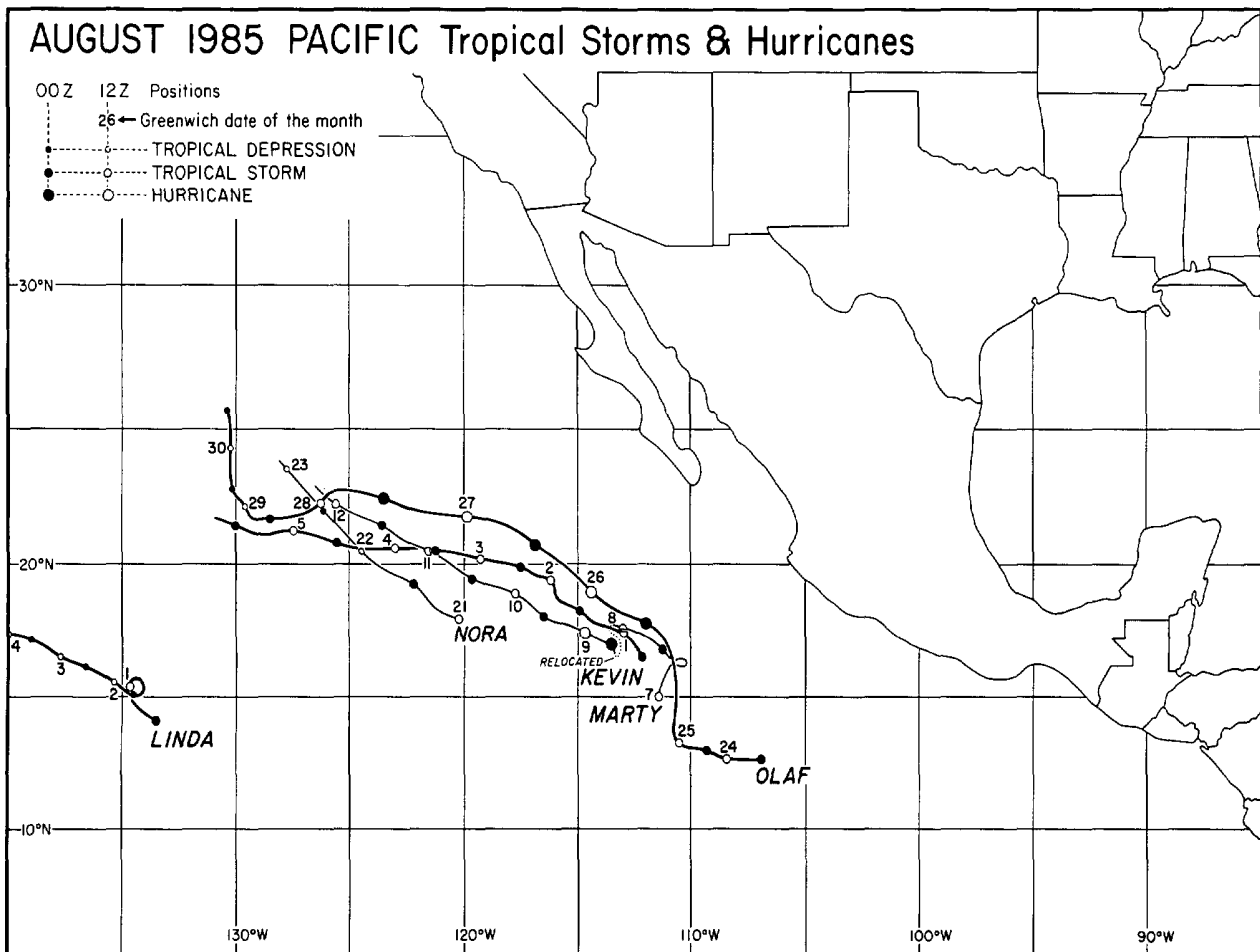 AUGUST 1985 PACIFIC Tropical Storms & Hurricanes
00Z 12Z Positions
26 ← Greenwich date of the month
TROPICAL DEPRESSION
TROPICAL STORM
HURRICANE
30°N
30
23
29
28
12
27
5
22
4
11
3
2
26
20°N
10
21
NORA
9
8
1
RELOCATED
KEVIN
4
3
1
2
7
MARTY
LINDA
25
24
OLAF
10°N
130°W
120°W
110°W
100°W
90°W